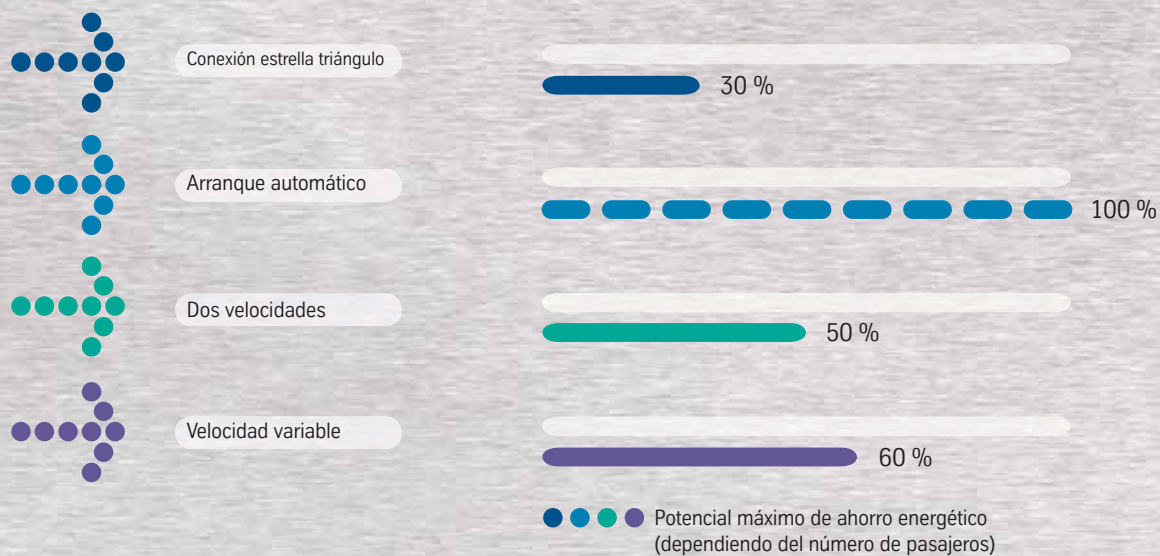 Conexión estrella triángulo
30 %
Arranque automático
100 %
Dos velocidades
50 %
Velocidad variable
60 %
Potencial máximo de ahorro energético
(dependiendo del número de pasajeros)